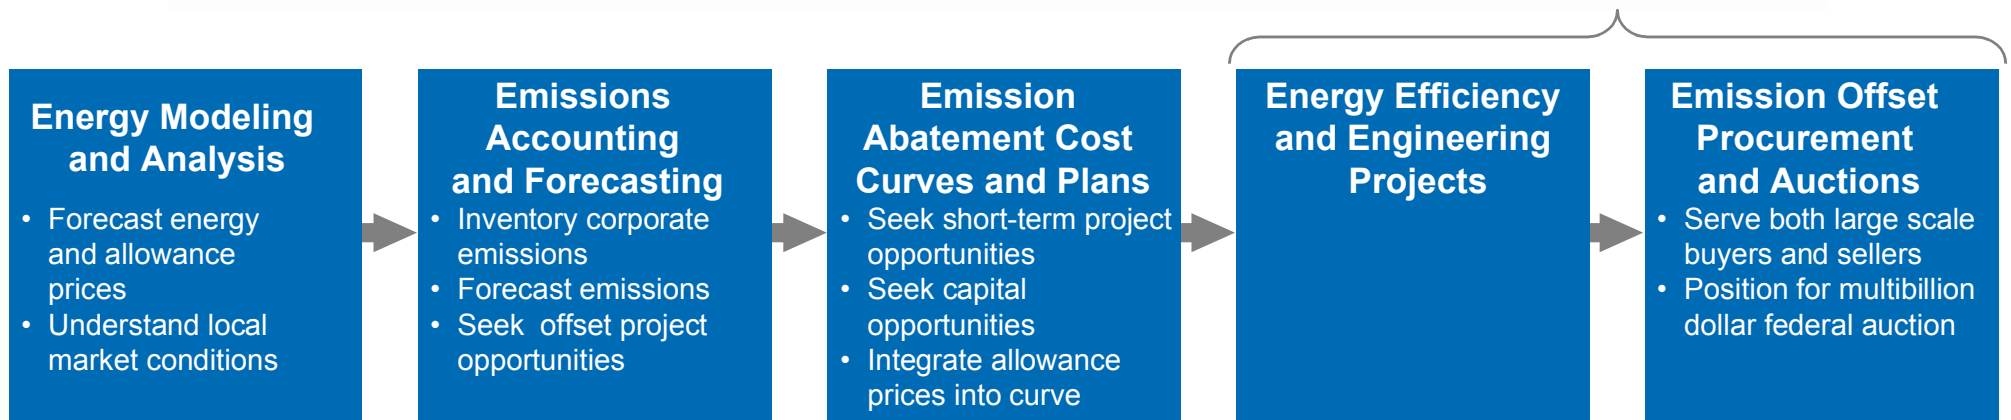 Energy Modeling
and Analysis
• Forecast energy
and allowance
prices
• Understand local
market conditions
Emissions
Accounting
and Forecasting
• Inventory corporate
emissions
• Forecast emissions
• Seek offset project
opportunities
Emission
Abatement Cost
Curves and Plans
• Seek short-term project
opportunities
• Seek capital
opportunities
• Integrate allowance
prices into curve
Energy Efficiency
and Engineering
Projects
Emission Offset
Procurement
and Auctions
• Serve both large scale
buyers and sellers
• Position for multibillion
dollar federal auction